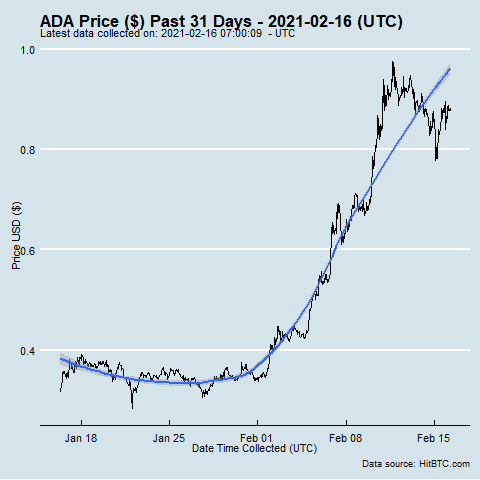 ADA Price ($) Past 31 Days - 2021-02-16 (UTC)
Latest data collected on: 2021-02-16 07:00:09 - UTC
1.0
0.8
0.6
0.4
Price USD ($)
Jan 18 Jan 25 Feb 01 Feb 08 Feb 15
Date Time Collected (UTC)
Data source: HitBTC.com